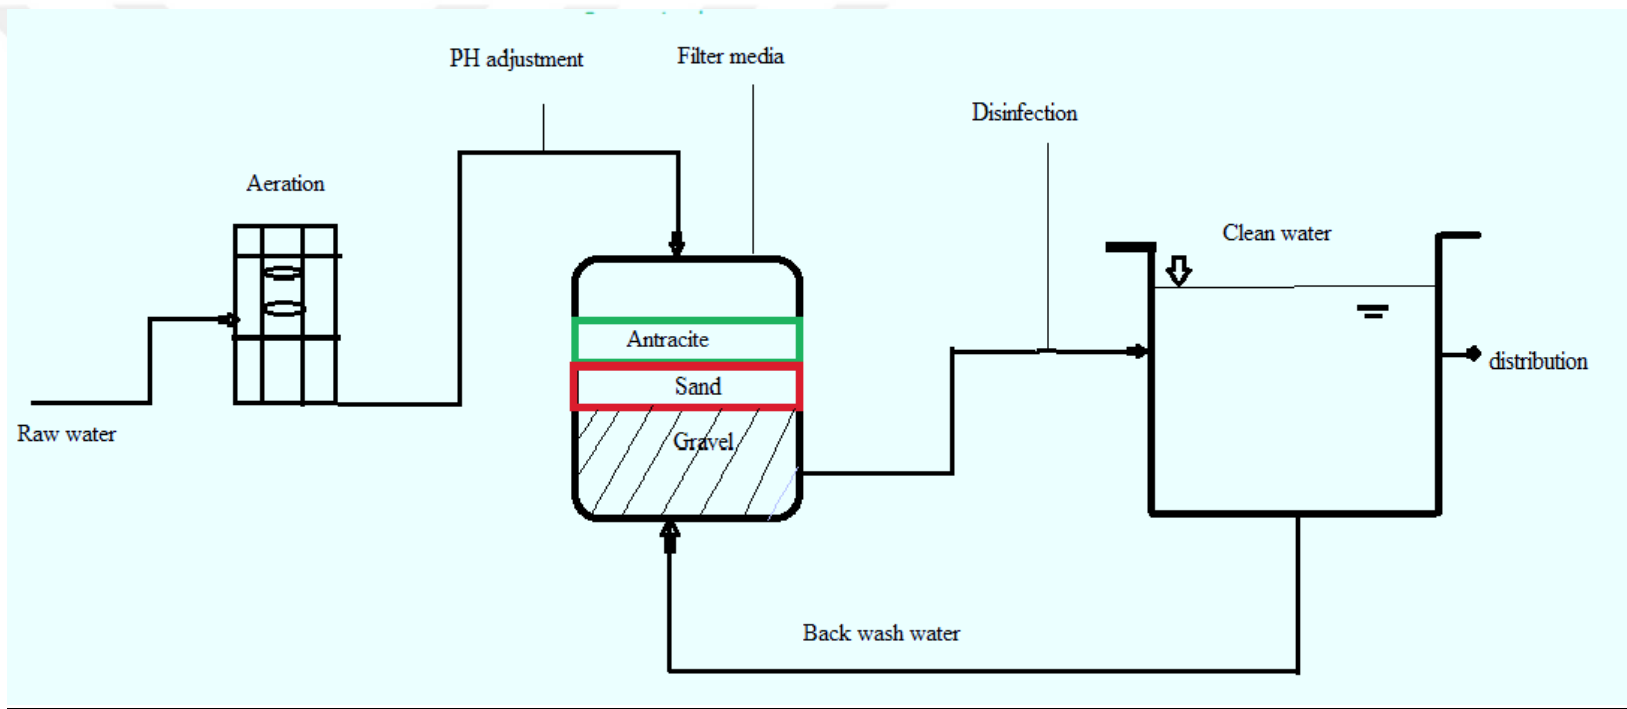 PH adjustment
Filter media
Disinfection
Aeration
Clean water
Antracite
distribution
Sand
Raw water
Gravel
Back wash water